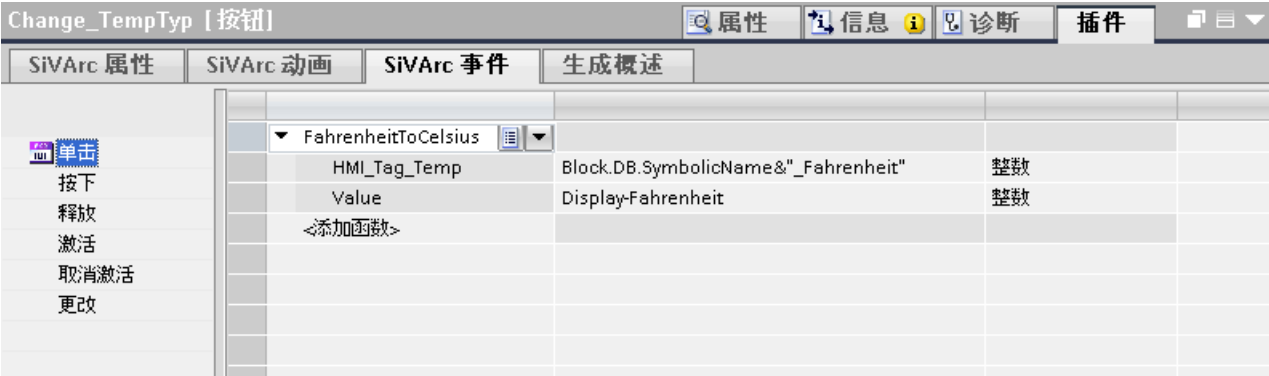 Change_TempTyp [按钮]
属性 信息 诊断 插件
SiVArc 属性 SiVArc 动画 SiVArc 事件 生成概述
单击
按下
释放
激活
取消激活
更改
FahrenheitToCelsius
HMI_Tag_Temp Block.DB.SymbolicName&"_Fahrenheit" 整数
Value Display-Fahrenheit 整数
<添加函数>